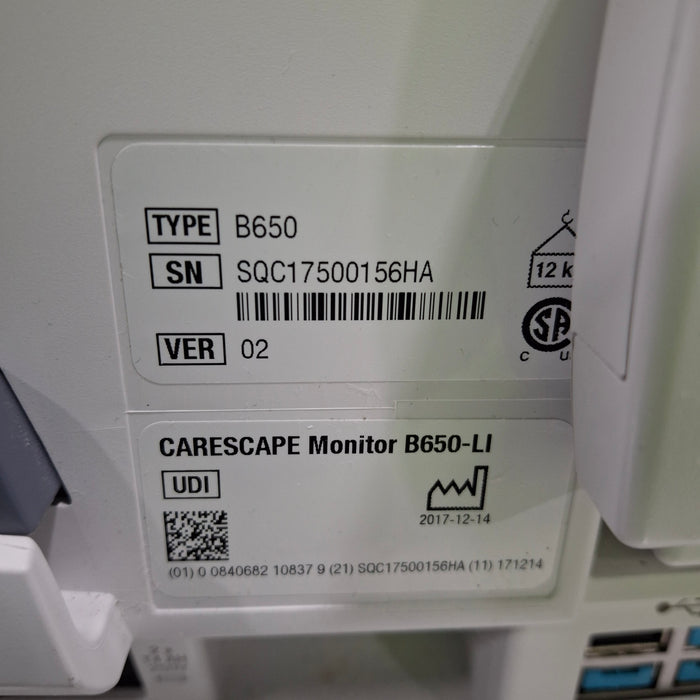 TYPE B650
SN SQC17500156HA
12 k
SA
C U
VER 02
CARESCAPE Monitor B650-LI
UDI
2017-12-14
(01) 0 0840682 10837 9 (21) SQC17500156HA (11) 171214